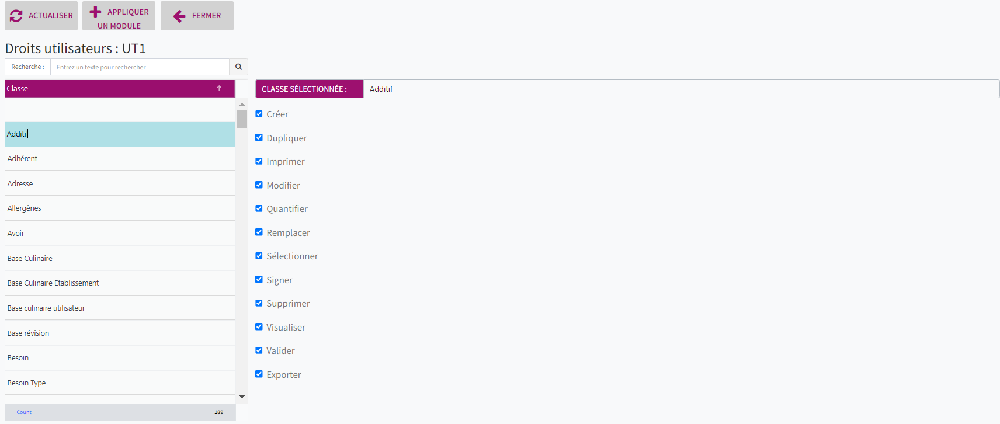 ACTUALISER
APPLIQUER
UN MODULE
FERMER
Droits utilisateurs : UT1
Recherche :
Entrez un texte pour rechercher
Classe
Additif
Adhérent
Adresse
Allergènes
Avoir
Base Culinaire
Base Culinaire Etablissement
Base culinaire utilisateur
Base révision
Besoin
Besoin Type
Count
189
CLASSE SÉLECTIONNÉE :
Additif
Créer
Dupliquer
Imprimer
Modifier
Quantifier
Remplacer
Sélectionner
Signer
Supprimer
Visualiser
Valider
Exporter